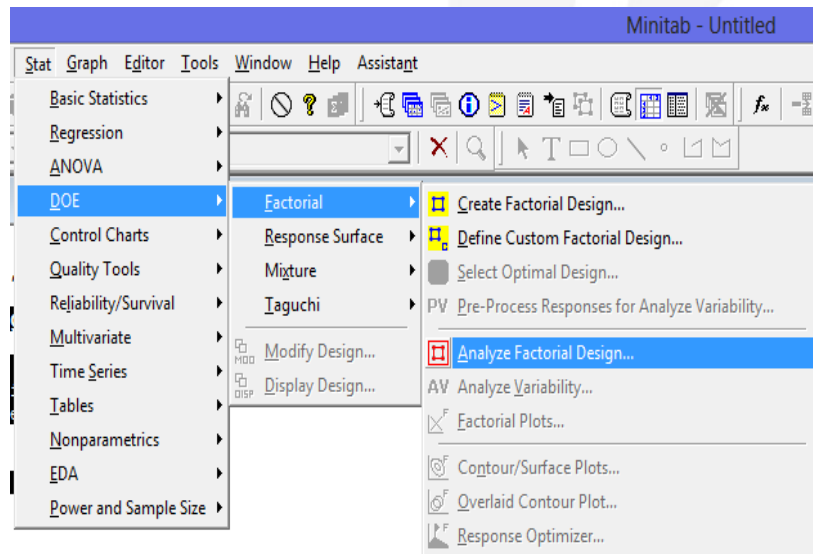 Minitab - Untitled
Stat Graph Editor Tools Window Help Assistant
Basic Statistics
Regression
ANOVA
DOE
Control Charts
Quality Tools
Reliability/Survival
Multivariate
Time Series
Tables
Nonparametrics
EDA
Power and Sample Size
Factorial
Response Surface
Mixture
Taguchi
Modify Design...
Display Design...
Create Factorial Design...
Define Custom Factorial Design...
Select Optimal Design...
PV Pre-Process Responses for Analyze Variability...
Analyze Factorial Design...
AV Analyze Variability...
Factorial Plots...
Contour/Surface Plots...
Overlaid Contour Plot...
Response Optimizer...